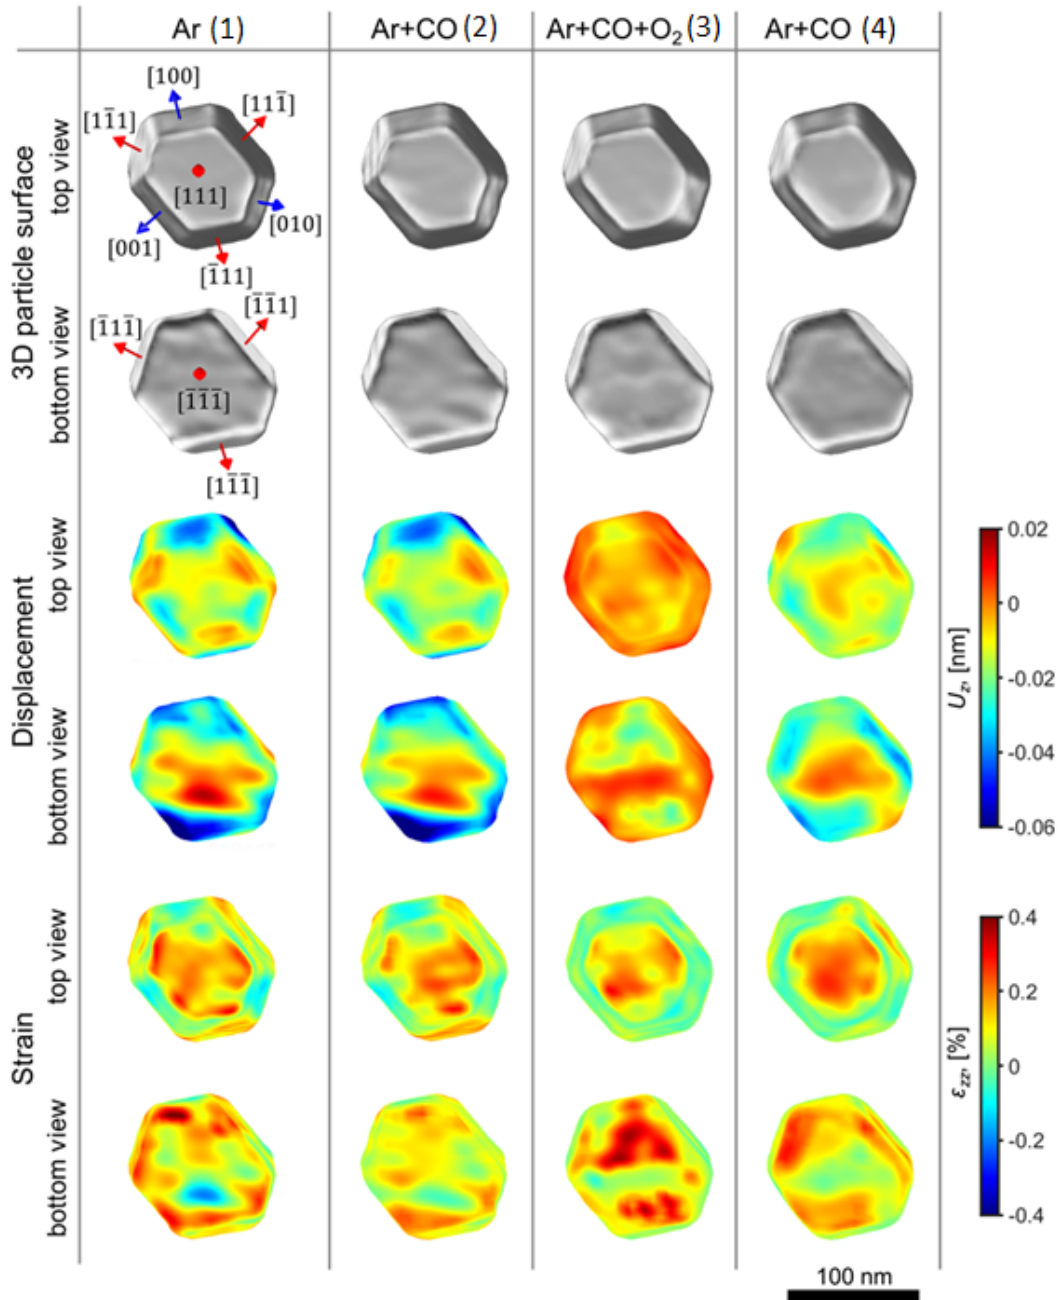 Ar (1)
Ar+CO (2)
Ar+CO+O₂ (3)
Ar+CO (4)
3D particle surface
top view
[100]
[11̅1]
[111̅]
[111]
[001]
[010]
[1̅11]
bottom view
[1̅11̅]
[1̅1̅1]
[1̅1̅1̅]
[11̅1̅]
Displacement
top view
bottom view
0.02
0
-0.02
-0.04
-0.06
U_z, [nm]
Strain
top view
bottom view
0.4
0.2
0
-0.2
-0.4
ε_zz, [%]
100 nm